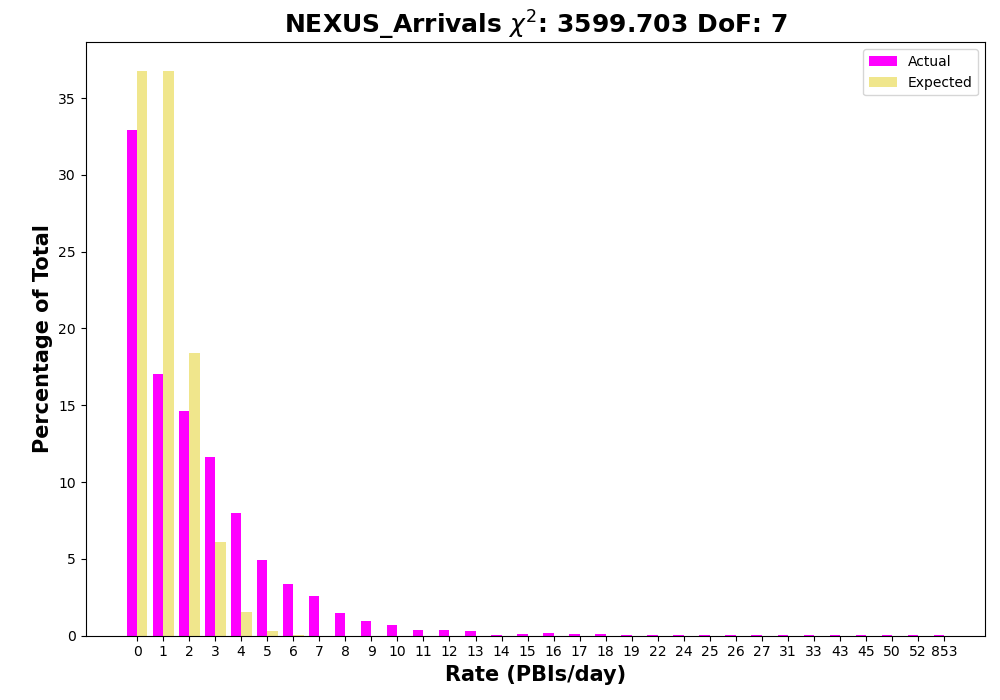 NEXUS_Arrivals χ²: 3599.703 DoF: 7
Actual
Expected
35
30
25
20
15
10
5
0
Percentage of Total
0 1 2 3 4 5 6 7 8 9 10 11 12 13 14 15 16 17 18 19 22 24 25 26 27 31 33 43 45 50 52 853
Rate (PBIs/day)